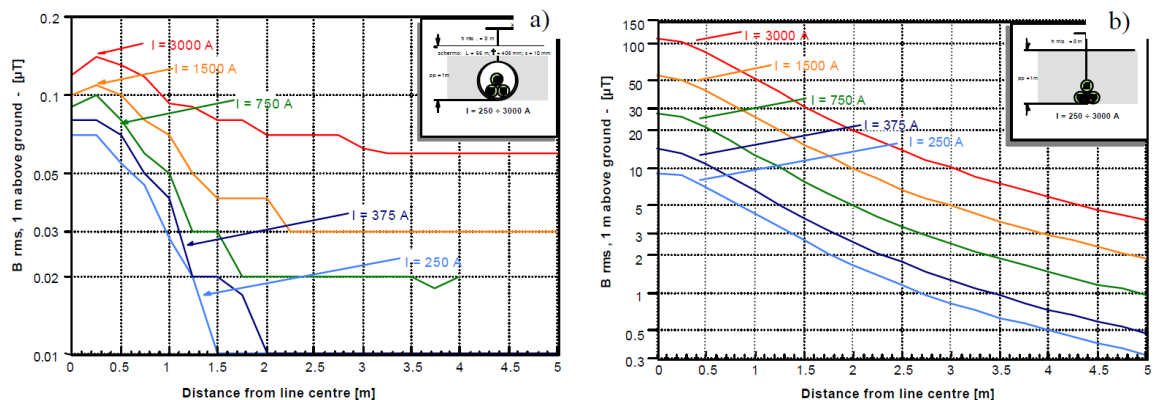 a)
B rms, 1 m above ground - [µT]
0.2
0.1
0.05
0.03
0.02
0.01
I = 3000 A
I = 1500 A
I = 750 A
I = 375 A
I = 250 A
pp = 1m
I = 250 ÷ 3000 A
0 0.5 1 1.5 2 2.5 3 3.5 4 4.5 5
Distance from line centre [m]
b)
B rms , 1 m above ground - [µT]
150
100
50
30
20
10
5
3
2
1
0.5
0.3
I = 3000 A
I = 1500 A
I = 750 A
I = 375 A
I = 250 A
pp = 1m
I = 250 ÷ 3000 A
0 0.5 1 1.5 2 2.5 3 3.5 4 4.5 5
Distance from line centre [m]